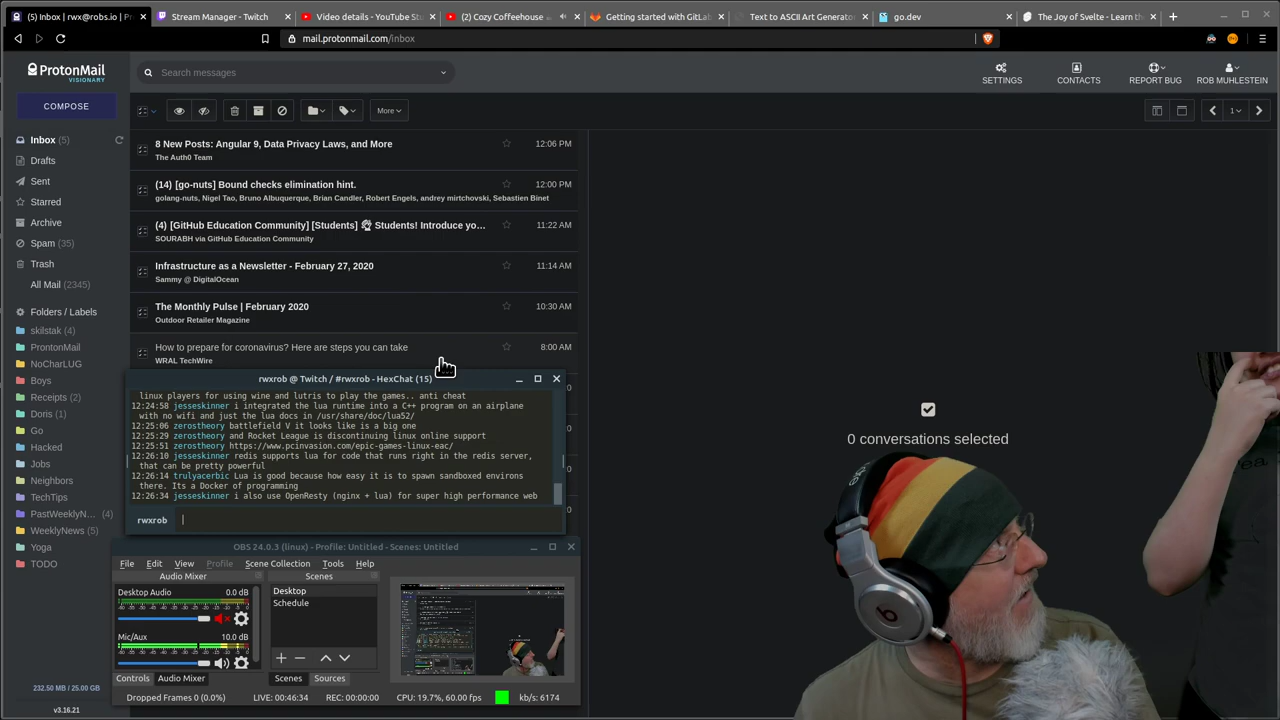 (5) Inbox | rwx@robs.io | Pr
Stream Manager - Twitch
Video details - YouTube Stu
(2) Cozy Coffeehouse
Getting started with GitLab
Text to ASCII Art Generator
go.dev
The Joy of Svelte - Learn th
mail.protonmail.com/inbox
ProtonMail
VISIONARY
Search messages
SETTINGS
CONTACTS
REPORT BUG
ROB MUHLESTEIN
COMPOSE
More
1
Inbox (5)
Drafts
Sent
Starred
Archive
Spam (35)
Trash
All Mail (2345)
Folders / Labels
skilstak (4)
ProntonMail
NoCharLUG
Boys
Receipts (2)
Doris (1)
Go
Hacked
Jobs
Neighbors
TechTips
PastWeeklyN... (4)
WeeklyNews (5)
Yoga
TODO
232.50 MB / 25.00 GB
v3.16.21
8 New Posts: Angular 9, Data Privacy Laws, and More
12:06 PM
The Auth0 Team
(14) [go-nuts] Bound checks elimination hint.
12:00 PM
golang-nuts, Nigel Tao, Bruno Albuquerque, Brian Candler, Robert Engels, andrey mirtchovski, Sebastien Binet
(4) [GitHub Education Community] [Students] Students! Introduce yo...
11:22 AM
SOURABH via GitHub Education Community
Infrastructure as a Newsletter - February 27, 2020
11:14 AM
Sammy @ DigitalOcean
The Monthly Pulse | February 2020
10:30 AM
Outdoor Retailer Magazine
How to prepare for coronavirus? Here are steps you can take
8:00 AM
WRAL TechWire
0 conversations selected
rwxrob @ Twitch / #rwxrob - HexChat (15)
linux players for using wine and lutris to play the games.. anti cheat
12:24:58 jesseskinner i integrated the lua runtime into a C++ program on an airplane
with no wifi and just the lua docs in /usr/share/doc/lua52/
12:25:06 zerostheory battlefield V it looks like is a big one
12:25:29 zerostheory and Rocket League is discontinuing linux online support
12:25:51 zerostheory https://www.pcinvasion.com/epic-games-linux-eac/
12:26:10 jesseskinner redis supports lua for code that runs right in the redis server,
that can be pretty powerful
12:26:14 trulyacerbic Lua is good because how easy it is to spawn sandboxed environs
there. Its a Docker of programming
12:26:34 jesseskinner i also use OpenResty (nginx + lua) for super high performance web
rwxrob
OBS 24.0.3 (linux) - Profile: Untitled - Scenes: Untitled
File Edit View Profile Scene Collection Tools Help
Audio Mixer
Scenes
Desktop Audio
0.0 dB
Mic/Aux
10.0 dB
Desktop
Schedule
Controls
Audio Mixer
Scenes
Sources
Dropped Frames 0 (0.0%)
LIVE: 00:46:34
REC: 00:00:00
CPU: 19.7%, 60.00 fps
kb/s: 6174